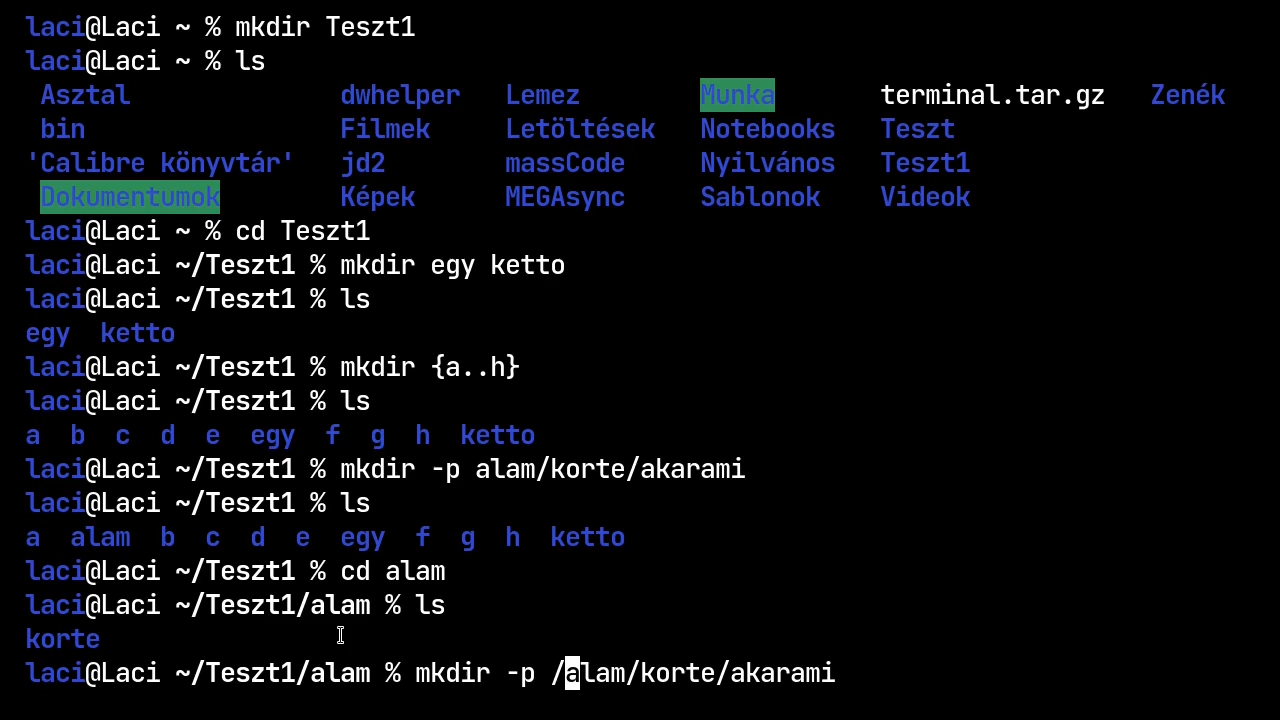 laci@Laci ~ % mkdir Teszt1
laci@Laci ~ % ls
Asztal dwhelper Lemez Munka terminal.tar.gz Zenék
bin Filmek Letöltések Notebooks Teszt
'Calibre könyvtár' jd2 massCode Nyilvános Teszt1
Dokumentumok Képek MEGAsync Sablonok Videok
laci@Laci ~ % cd Teszt1
laci@Laci ~/Teszt1 % mkdir egy ketto
laci@Laci ~/Teszt1 % ls
egy ketto
laci@Laci ~/Teszt1 % mkdir {a..h}
laci@Laci ~/Teszt1 % ls
a b c d e egy f g h ketto
laci@Laci ~/Teszt1 % mkdir -p alam/korte/akarami
laci@Laci ~/Teszt1 % ls
a alam b c d e egy f g h ketto
laci@Laci ~/Teszt1 % cd alam
laci@Laci ~/Teszt1/alam % ls
korte
laci@Laci ~/Teszt1/alam % mkdir -p /alam/korte/akarami